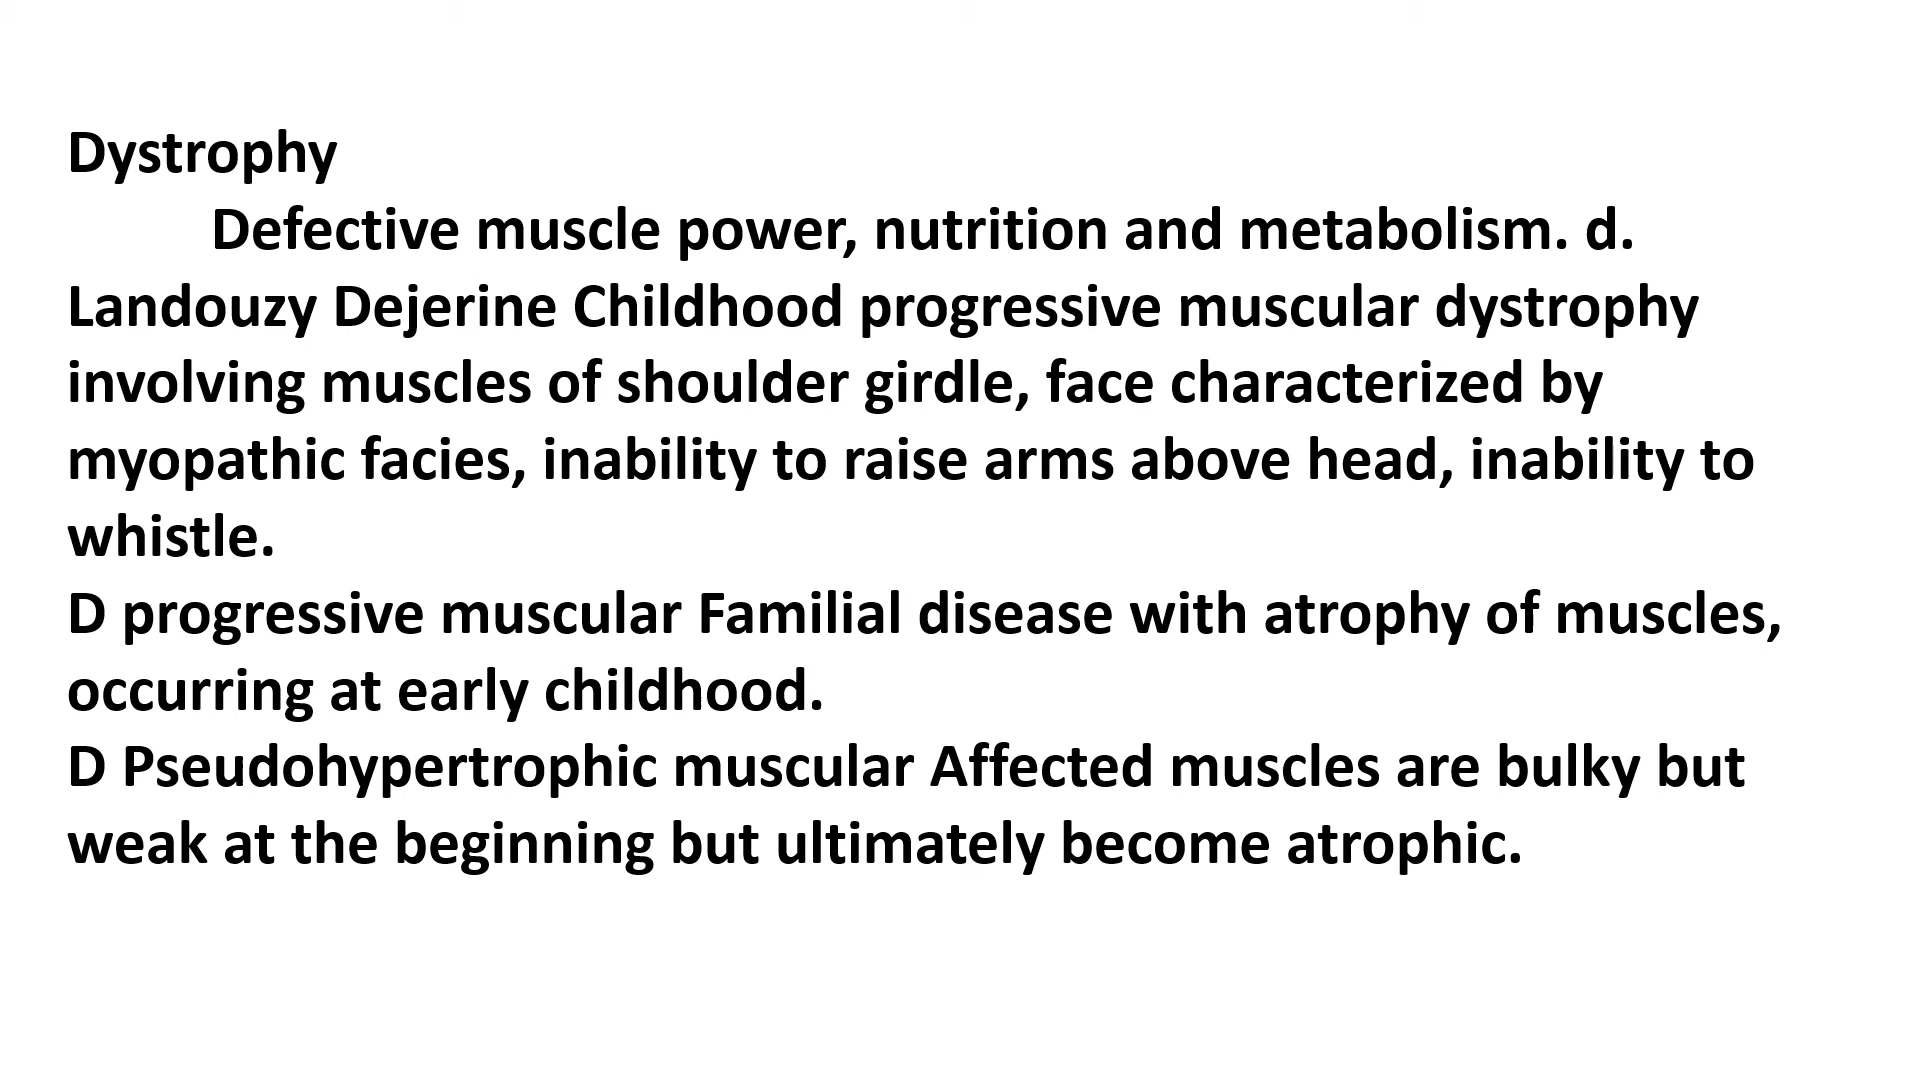 Dystrophy
Defective muscle power, nutrition and metabolism. d.
Landouzy Dejerine Childhood progressive muscular dystrophy
involving muscles of shoulder girdle, face characterized by
myopathic facies, inability to raise arms above head, inability to
whistle.
D progressive muscular Familial disease with atrophy of muscles,
occurring at early childhood.
D Pseudohypertrophic muscular Affected muscles are bulky but
weak at the beginning but ultimately become atrophic.